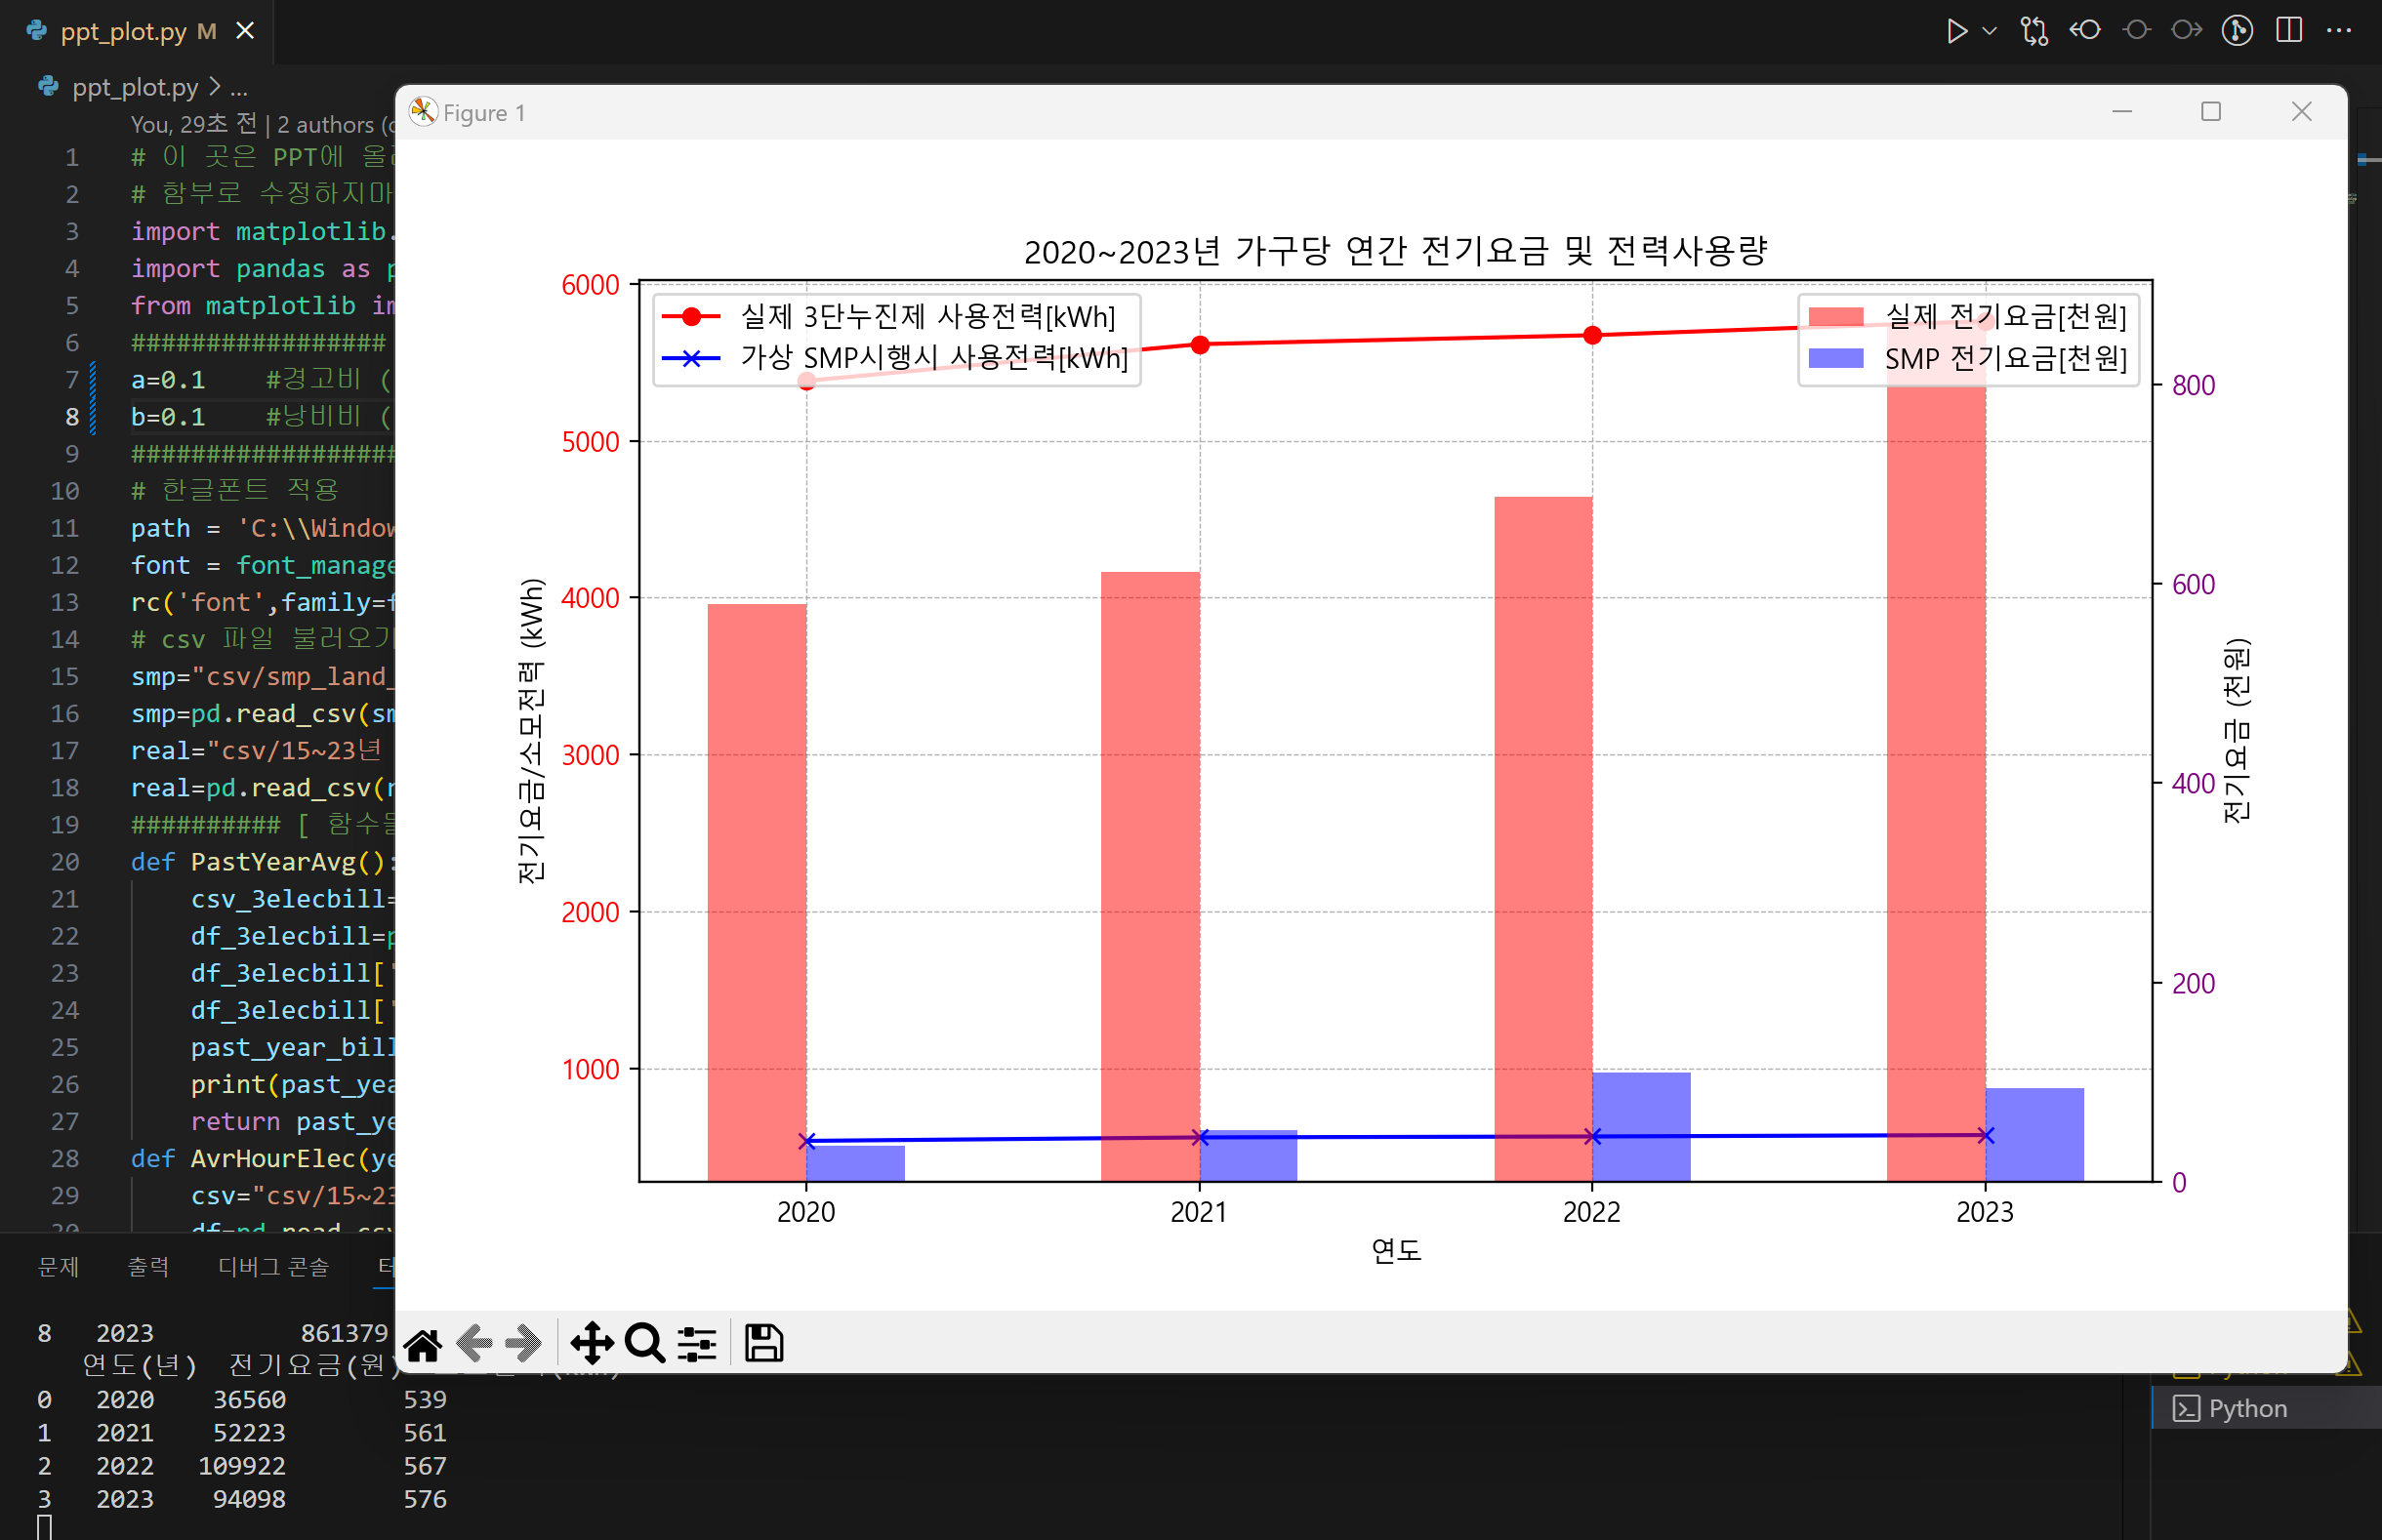 ppt_plot.py M
ppt_plot.py > ...
You, 29초 전 | 2 authors
1 # 이 곳은 PPT에
2 # 함부로 수정하지마
3 import matplotlib.
4 import pandas as p
5 from matplotlib im
6 #################
7 a=0.1 #경고비 (
8 b=0.1 #낭비비 (
9 ##################
10 # 한글폰트 적용
11 path = 'C:\\Window
12 font = font_manage
13 rc('font',family=f
14 # csv 파일 불러오기
15 smp="csv/smp_land_
16 smp=pd.read_csv(sm
17 real="csv/15~23년
18 real=pd.read_csv(r
19 ########## [ 함수들
20 def PastYearAvg():
21 csv_3elecbill=
22 df_3elecbill=p
23 df_3elecbill['
24 df_3elecbill['
25 past_year_bill
26 print(past_yea
27 return past_ye
28 def AvrHourElec(ye
29 csv="csv/15~23
30 df=pd.read_csv
Figure 1
2020~2023년 가구당 연간 전기요금 및 전력사용량
실제 3단누진제 사용전력[kWh]
가상 SMP시행시 사용전력[kWh]
실제 전기요금[천원]
SMP 전기요금[천원]
전기요금/소모전력 (kWh)
6000
5000
4000
3000
2000
1000
800
600
400
200
0
전기요금 (천원)
2020 2021 2022 2023
연도
문제 출력 디버그 콘솔
8 2023 861379
연도(년) 전기요금(원)
0 2020 36560 539
1 2021 52223 561
2 2022 109922 567
3 2023 94098 576
Python